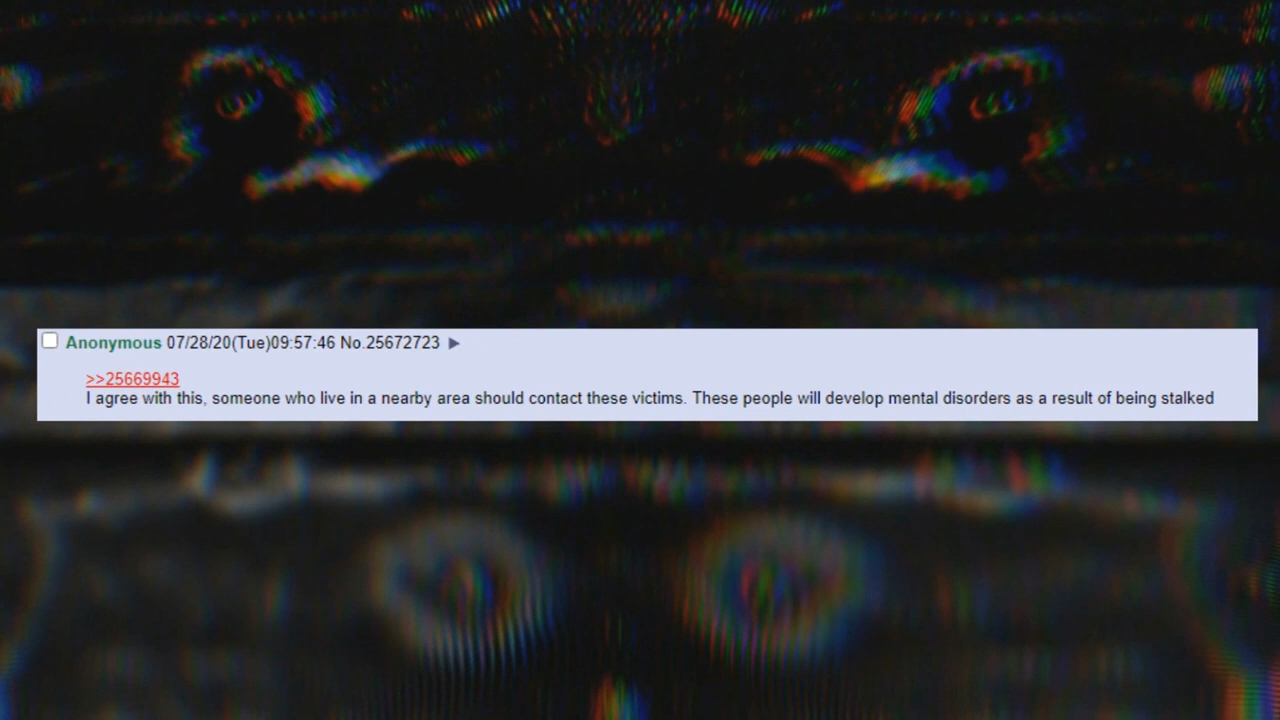 Anonymous 07/28/20(Tue)09:57:46 No.25672723 ▶
>>25669943
I agree with this, someone who live in a nearby area should contact these victims. These people will develop mental disorders as a result of being stalked